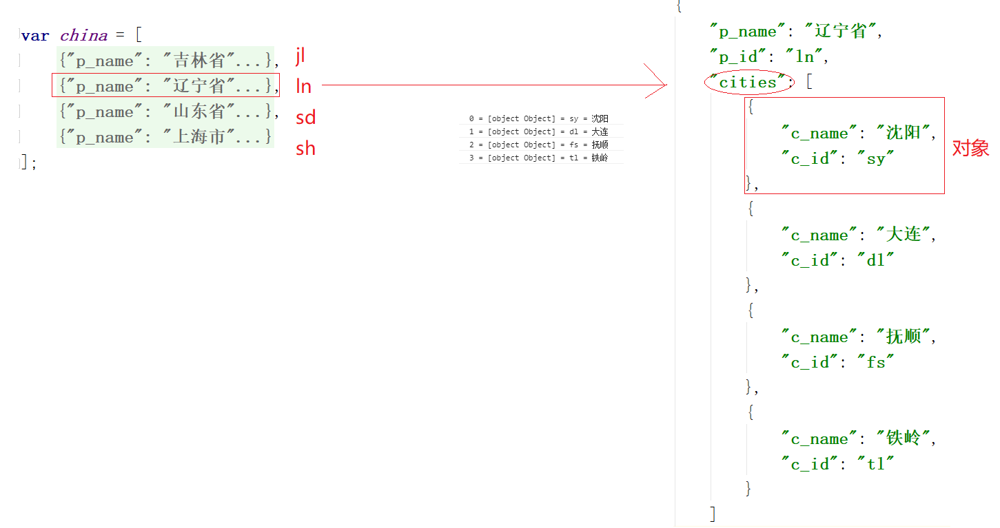 var china = [
{"p_name": "吉林省"...},
{"p_name": "辽宁省"...},
{"p_name": "山东省"...},
{"p_name": "上海市"...}
];
jl
ln
sd
sh
0 = [object Object] = sy = 沈阳
1 = [object Object] = dl = 大连
2 = [object Object] = fs = 抚顺
3 = [object Object] = tl = 铁岭
{
"p_name": "辽宁省",
"p_id": "ln",
"cities": [
{
"c_name": "沈阳",
"c_id": "sy"
},
对象
{
"c_name": "大连",
"c_id": "dl"
},
{
"c_name": "抚顺",
"c_id": "fs"
},
{
"c_name": "铁岭",
"c_id": "tl"
}
]